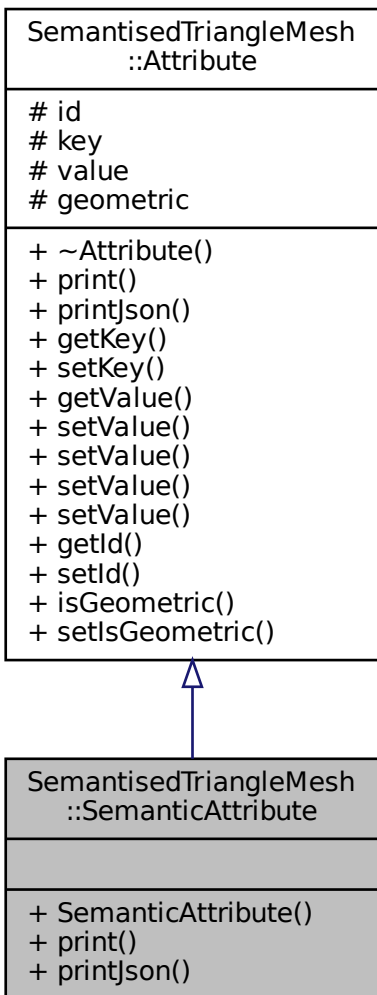 SemantisedTriangleMesh
::Attribute
# id
# key
# value
# geometric
+ ~Attribute()
+ print()
+ printJson()
+ getKey()
+ setKey()
+ getValue()
+ setValue()
+ setValue()
+ setValue()
+ setValue()
+ getId()
+ setId()
+ isGeometric()
+ setIsGeometric()
SemantisedTriangleMesh
::SemanticAttribute
+ SemanticAttribute()
+ print()
+ printJson()